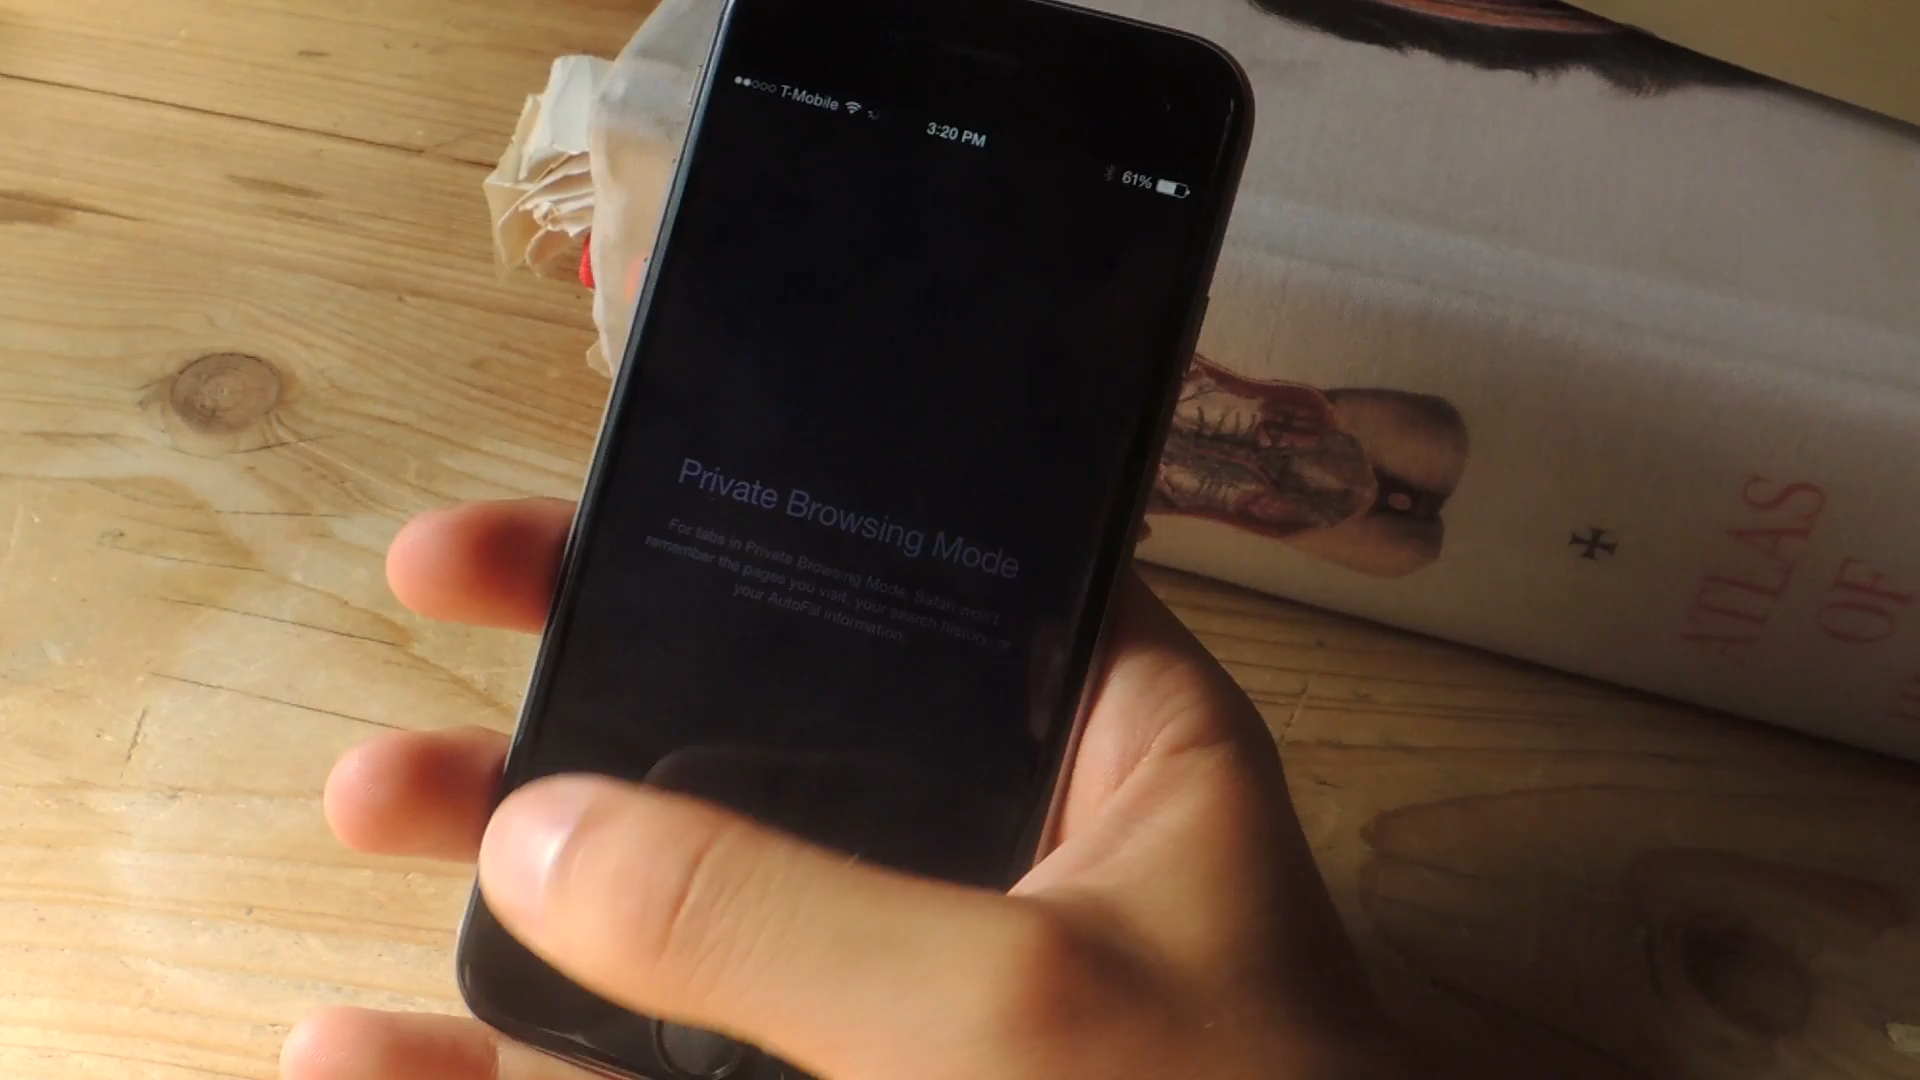 T-Mobile
3:20 PM
61%
Private Browsing Mode
For tabs in Private Browsing Mode, Safari won't
remember the pages you visit, your search history, or
your AutoFill information.
ATLAS
OF